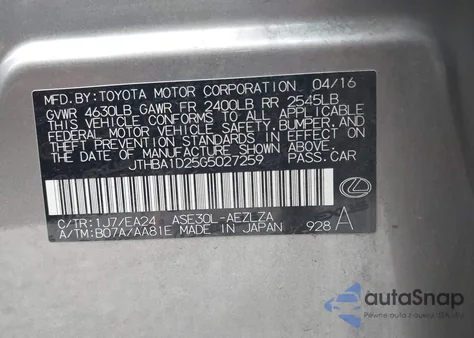 MFD.BY:TOYOTA MOTOR CORPORATION 04/16
GVWR 4630LB GAWR FR 2400LB RR 2545LB
THIS VEHICLE CONFORMS TO ALL APPLICABLE
FEDERAL MOTOR VEHICLE SAFETY,BUMPER,AND
THEFT PREVENTION STANDARDS IN EFFECT ON
THE DATE OF MANUFACTURE SHOWN ABOVE.
JTHBA1D25G5027259 PASS.CAR
C/TR:1J7/EA24 ASE30L-AEZLZA
A/TM:B07A/AA81E MADE IN JAPAN 928 A
autoSnap